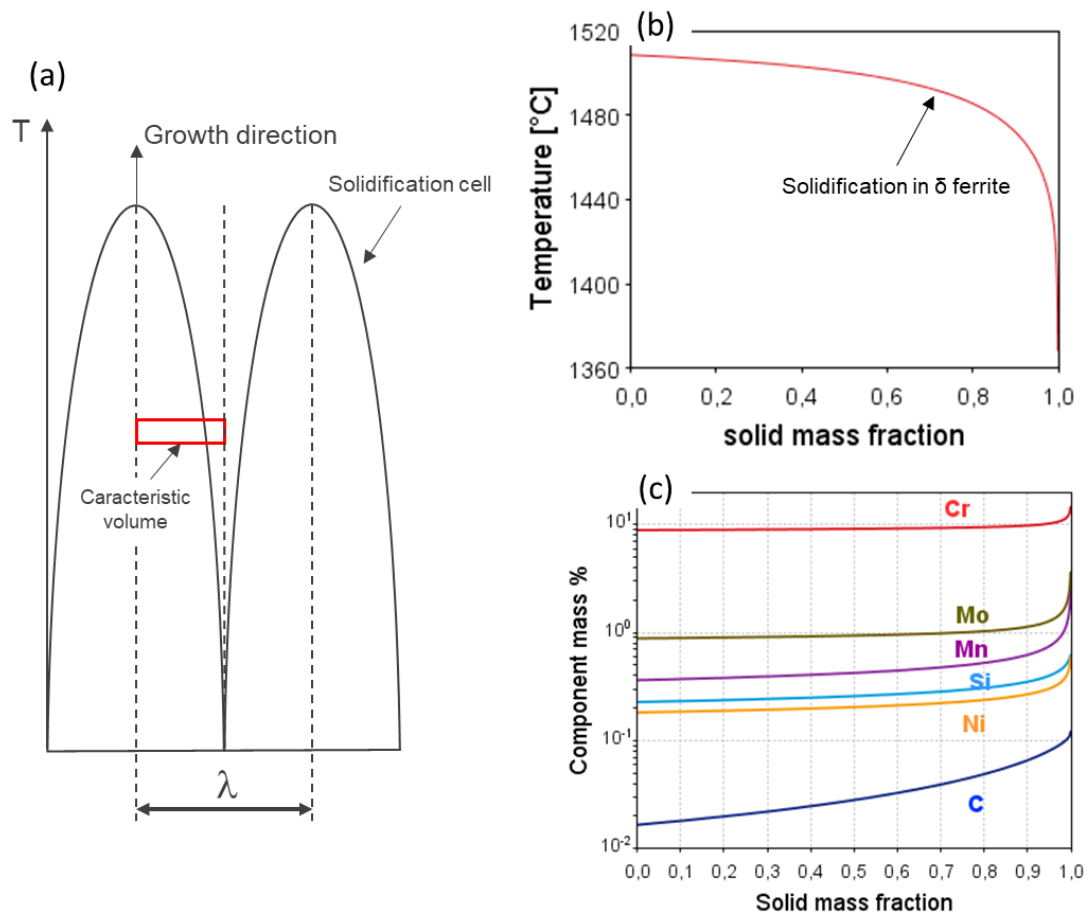 (a)
T
Growth direction
Solidification cell
Caracteristic
volume
λ
(b)
1520
1480
1440
1400
1360
Temperature [°C]
Solidification in δ ferrite
0,0 0,2 0,4 0,6 0,8 1,0
solid mass fraction
(c)
10¹
10⁰
10⁻¹
10⁻²
Component mass %
Cr
Mo
Mn
Si
Ni
C
0,0 0,1 0,2 0,3 0,4 0,5 0,6 0,7 0,8 0,9 1,0
Solid mass fraction